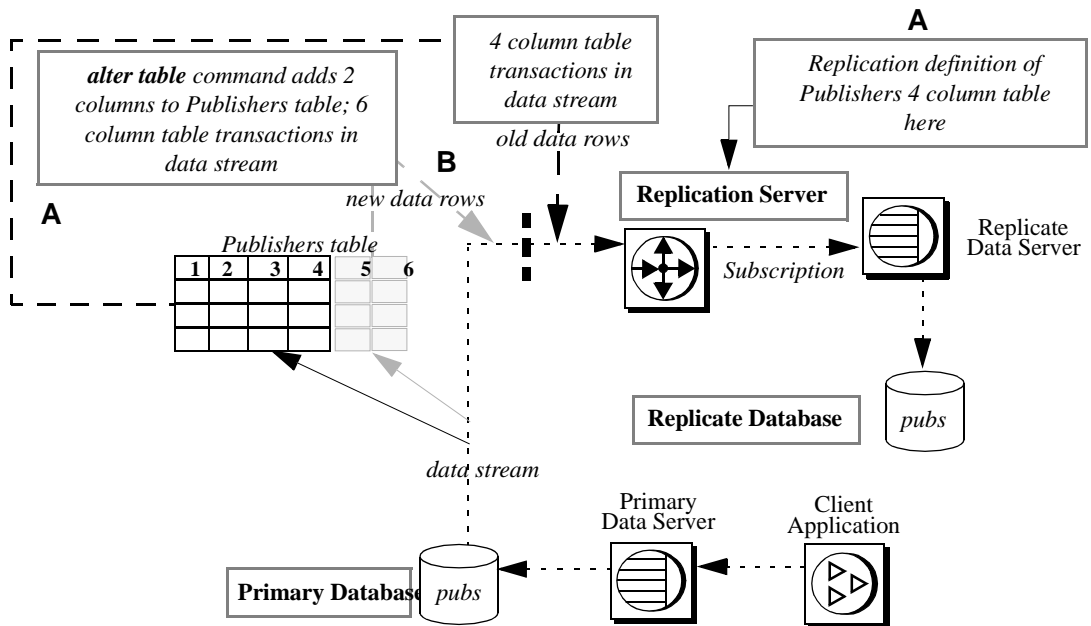 A
4 column table
transactions in
data stream
alter table command adds 2
columns to Publishers table; 6
column table transactions in
data stream
Replication definition of
Publishers 4 column table
here
old data rows
B
A
new data rows
Replication Server
Publishers table
1 2 3 4 5 6
Subscription
Replicate
Data Server
Replicate Database
pubs
data stream
Primary
Data Server
Client
Application
Primary Database
pubs